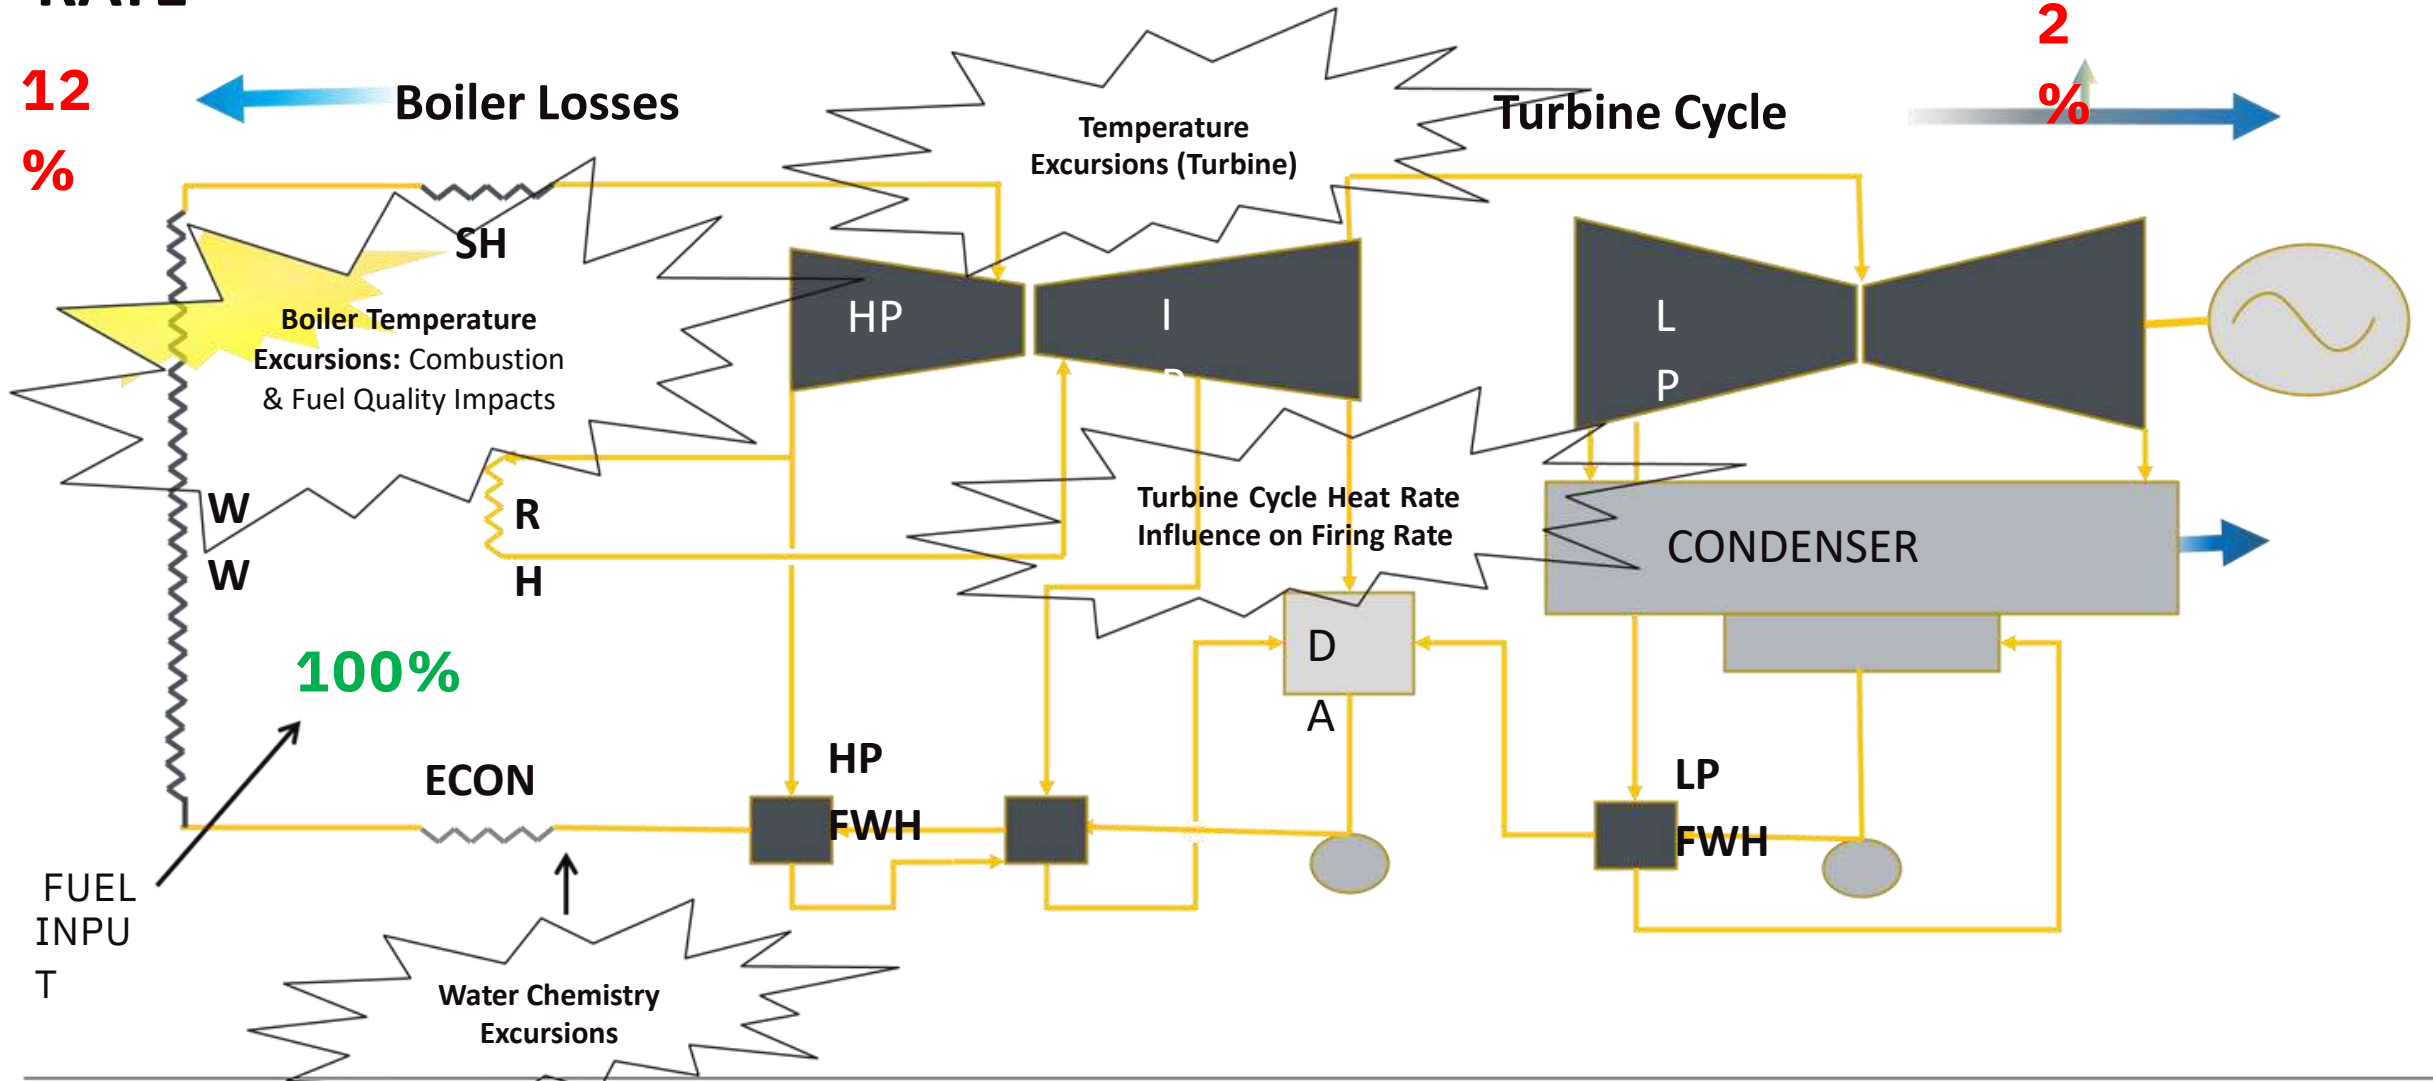 12
%
Boiler Losses
Temperature
Excursions (Turbine)
Turbine Cycle
2
%
SH
Boiler Temperature
Excursions: Combustion
& Fuel Quality Impacts
HP
I
L
P
W
W
R
H
Turbine Cycle Heat Rate
Influence on Firing Rate
CONDENSER
100%
D
A
ECON
HP
FWH
LP
FWH
FUEL
INPU
T
Water Chemistry
Excursions